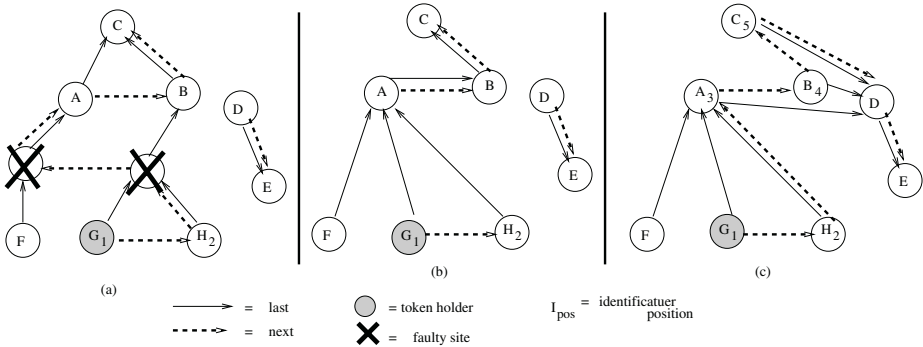 C
A
B
D
E
F
G1
H2
(a)
C
A
B
D
E
F
G1
H2
(b)
C5
A3
B4
D
E
F
G1
H2
(c)
= last
= next
= token holder
= faulty site
Ipos = identificatuer position